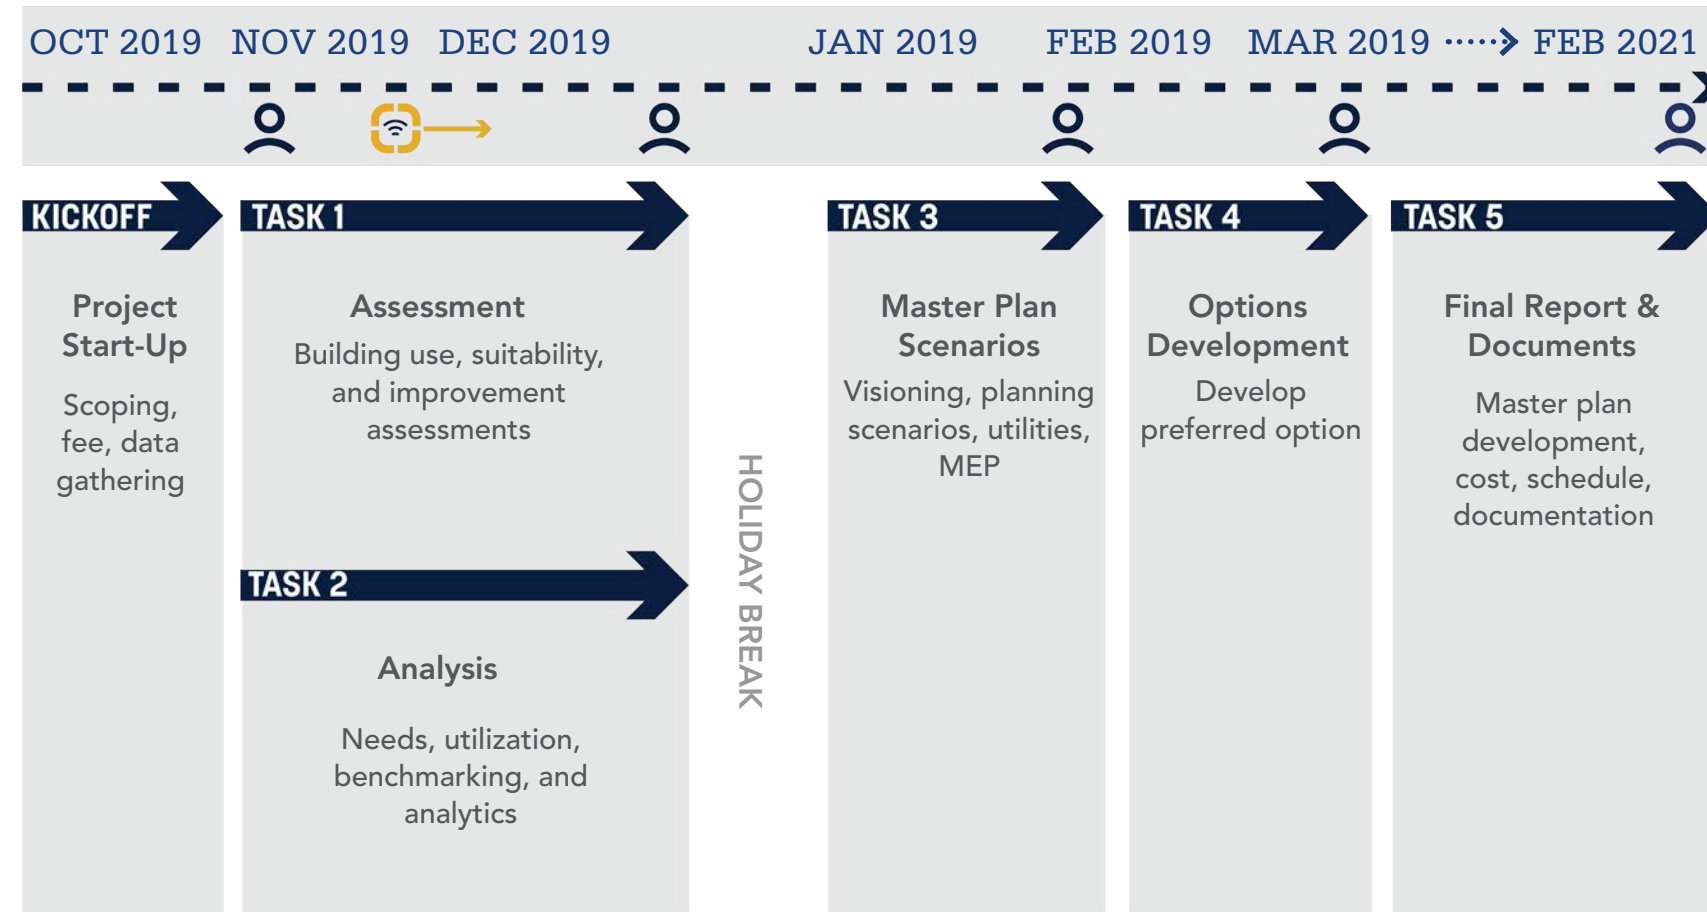 OCT 2019 NOV 2019 DEC 2019 JAN 2019 FEB 2019 MAR 2019 FEB 2021
KICKOFF
Project
Start-Up
Scoping,
fee, data
gathering
TASK 1
Assessment
Building use, suitability,
and improvement
assessments
TASK 2
Analysis
Needs, utilization,
benchmarking, and
analytics
HOLIDAY BREAK
TASK 3
Master Plan
Scenarios
Visioning, planning
scenarios, utilities,
MEP
TASK 4
Options
Development
Develop
preferred option
TASK 5
Final Report &
Documents
Master plan
development,
cost, schedule,
documentation